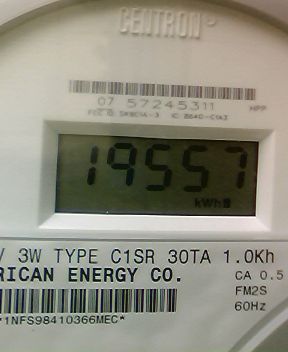 CENTRON
07 57245311 HPP
19557
kWh
V 3W TYPE C1SR 30TA 1.0Kh
RICAN ENERGY CO. CA 0.5
FM2S
*1NFS98410366MEC* 60Hz